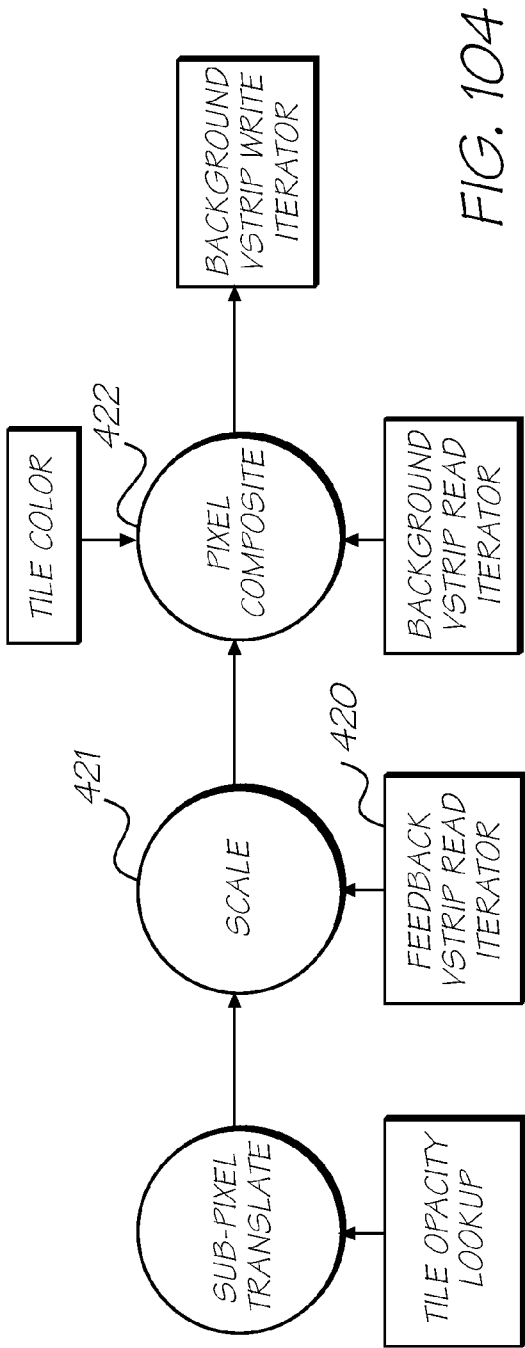 TILE COLOR
422
PIXEL
COMPOSITE
BACKGROUND
VSTRIP WRITE
ITERATOR
421
SCALE
420
SUB-PIXEL
TRANSLATE
TILE OPACITY
LOOKUP
FEEDBACK
VSTRIP READ
ITERATOR
BACKGROUND
VSTRIP READ
ITERATOR
FIG. 104